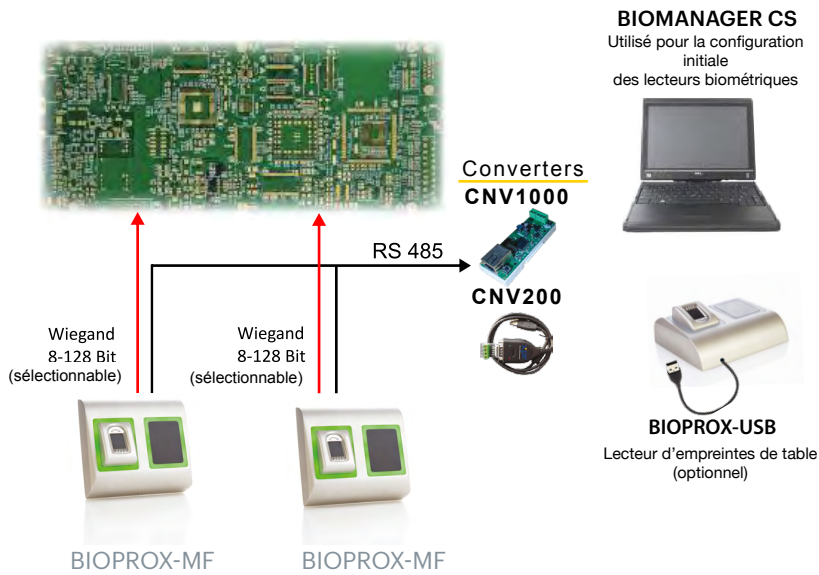 BIOMANAGER CS
Utilisé pour la configuration
initiale
des lecteurs biométriques
Converters
CNV1000
RS 485
CNV200
Wiegand
8-128 Bit
(sélectionnable)
Wiegand
8-128 Bit
(sélectionnable)
BIOPROX-USB
Lecteur d’empreintes de table
(optionnel)
BIOPROX-MF
BIOPROX-MF